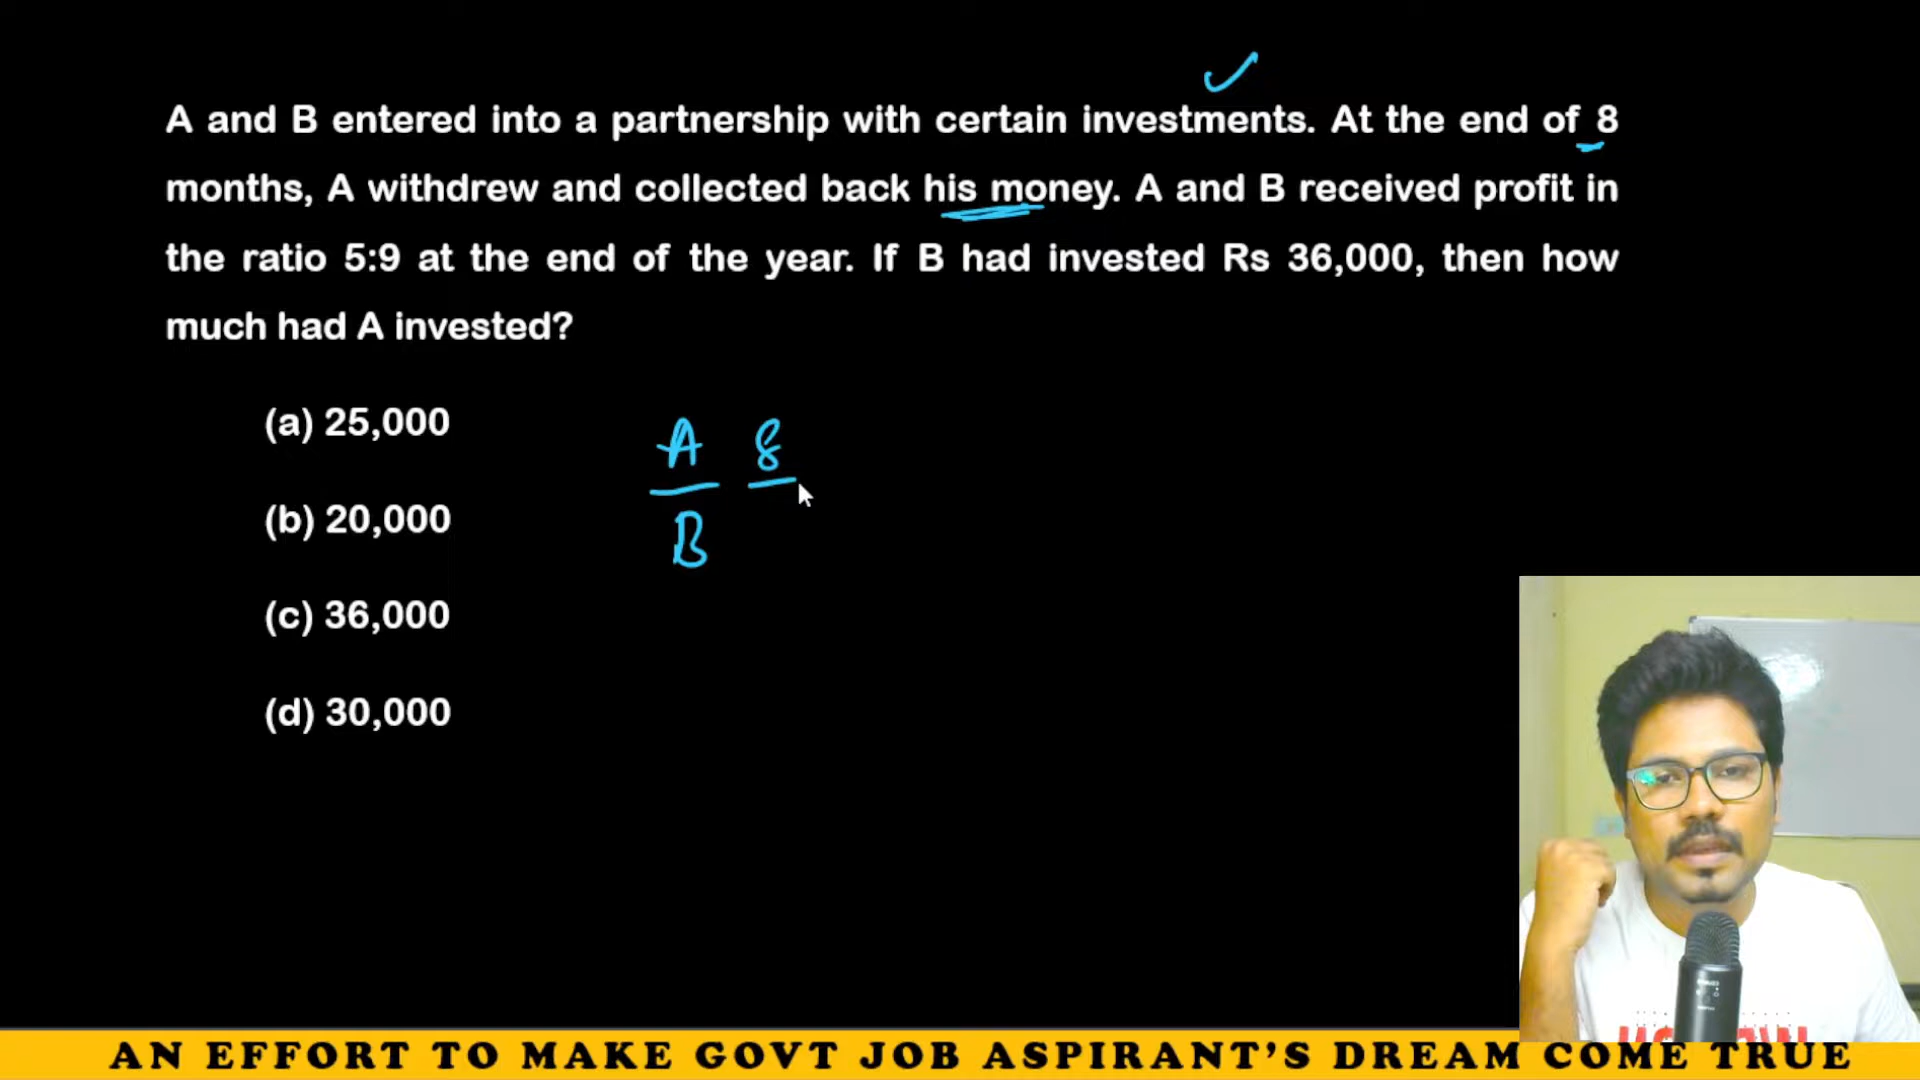 A and B entered into a partnership with certain investments. At the end of 8
months, A withdrew and collected back his money. A and B received profit in
the ratio 5:9 at the end of the year. If B had invested Rs 36,000, then how
much had A invested?
(a) 25,000
(b) 20,000
(c) 36,000
(d) 30,000
A 8
B
AN EFFORT TO MAKE GOVT JOB ASPIRANT'S DREAM COME TRUE